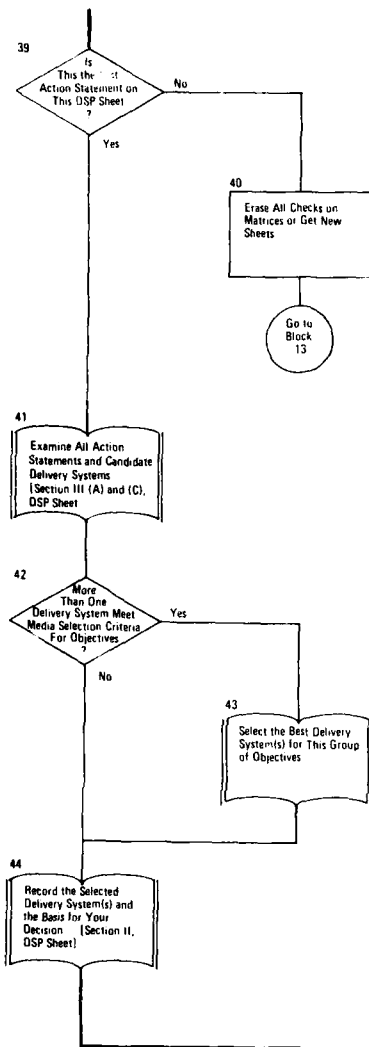 39
Is
This the
Action Statement on
This DSP Sheet
?
No
Yes
40
Erase All Checks on
Matrices or Get New
Sheets
Go to
Block
13
41
Examine All Action
Statements and Candidate
Delivery Systems
[Section III (A) and (C),
DSP Sheet
42
More
Than One
Delivery System Meet
Media Selection Criteria
For Objectives
?
Yes
No
43
Select the Best Delivery
System(s) for This Group
of Objectives
44
Record the Selected
Delivery System(s) and
the Basis for Your
Decision [Section II,
DSP Sheet]